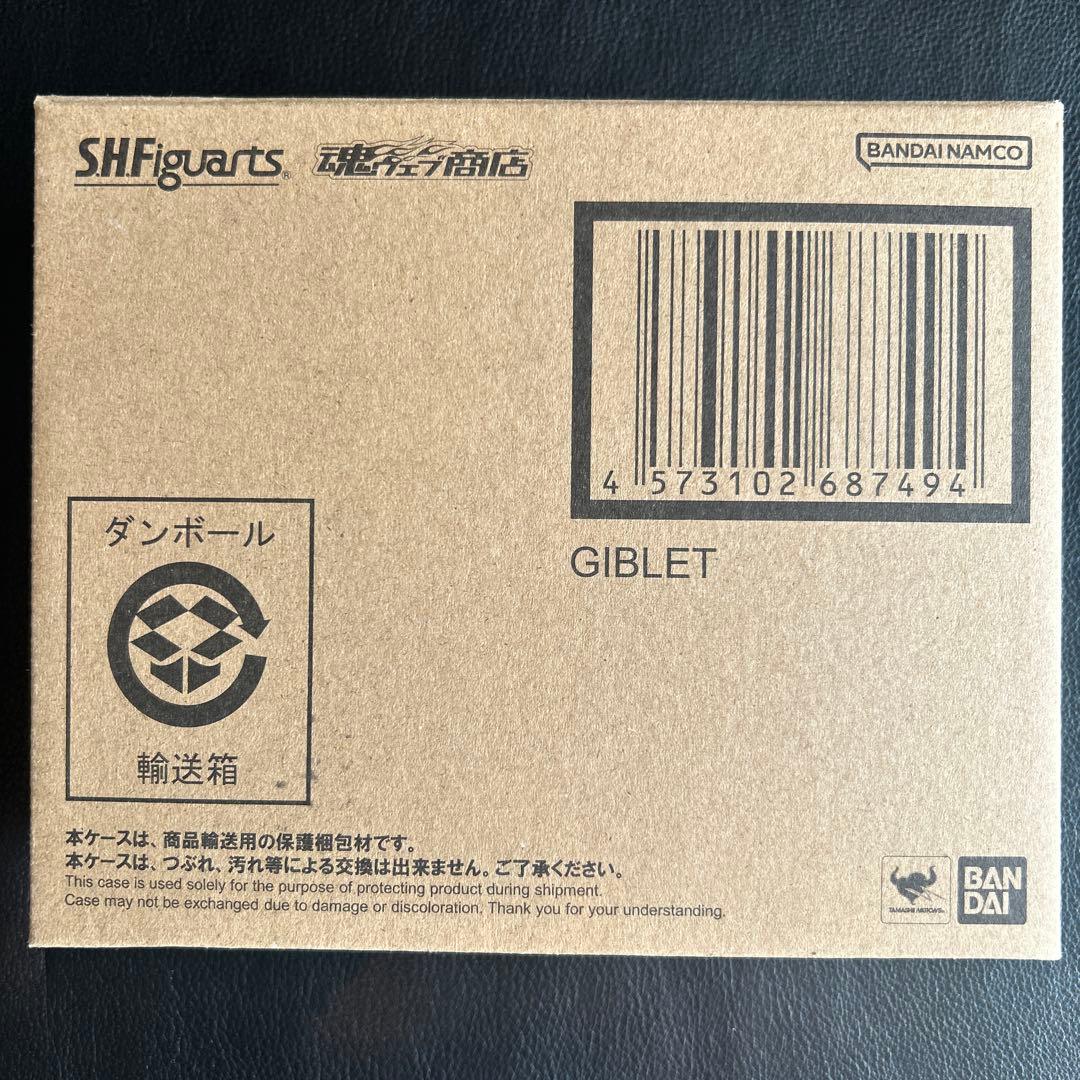 S.H.Figuarts®
魂ウェブ商店
BANDAI NAMCO
4 573102 687494
GIBLET
ダンボール
輸送箱
本ケースは、商品輸送用の保護梱包材です。
本ケースは、つぶれ、汚れ等による交換は出来ません。ご了承ください。
This case is used solely for the purpose of protecting product during shipment.
Case may not be exchanged due to damage or discoloration. Thank you for your understanding.
TAMASHII NATIONS
BAN
DAI